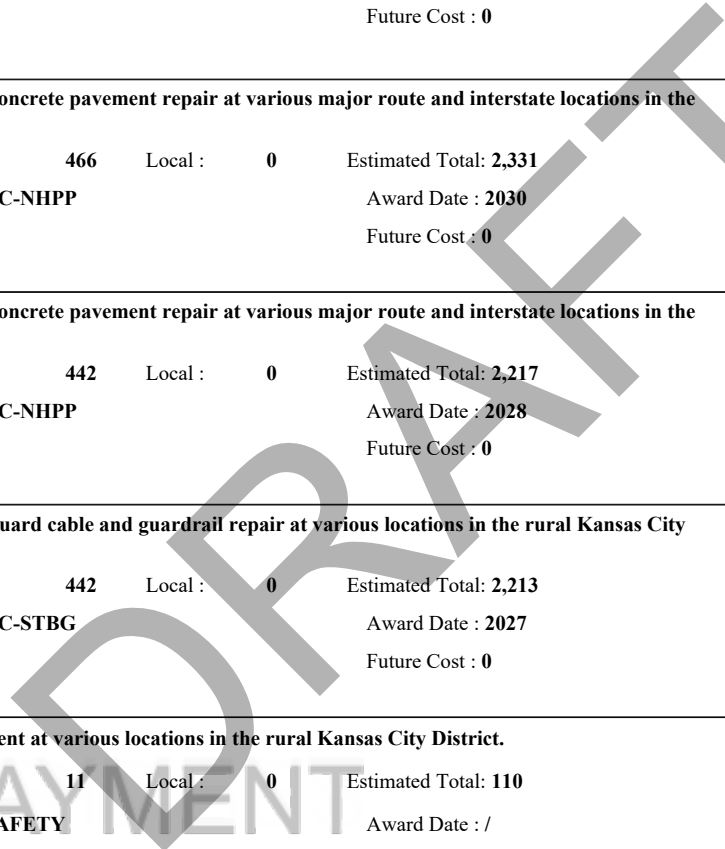 Future Cost : 0
oncrete pavement repair at various major route and interstate locations in the
466 Local : 0 Estimated Total: 2,331
C-NHPP Award Date : 2030
Future Cost : 0
oncrete pavement repair at various major route and interstate locations in the
442 Local : 0 Estimated Total: 2,217
C-NHPP Award Date : 2028
Future Cost : 0
uard cable and guardrail repair at various locations in the rural Kansas City
442 Local : 0 Estimated Total: 2,213
C-STBG Award Date : 2027
Future Cost : 0
ent at various locations in the rural Kansas City District.
11 Local : 0 Estimated Total: 110
AFETY Award Date : /
AYMENT
DRAFT